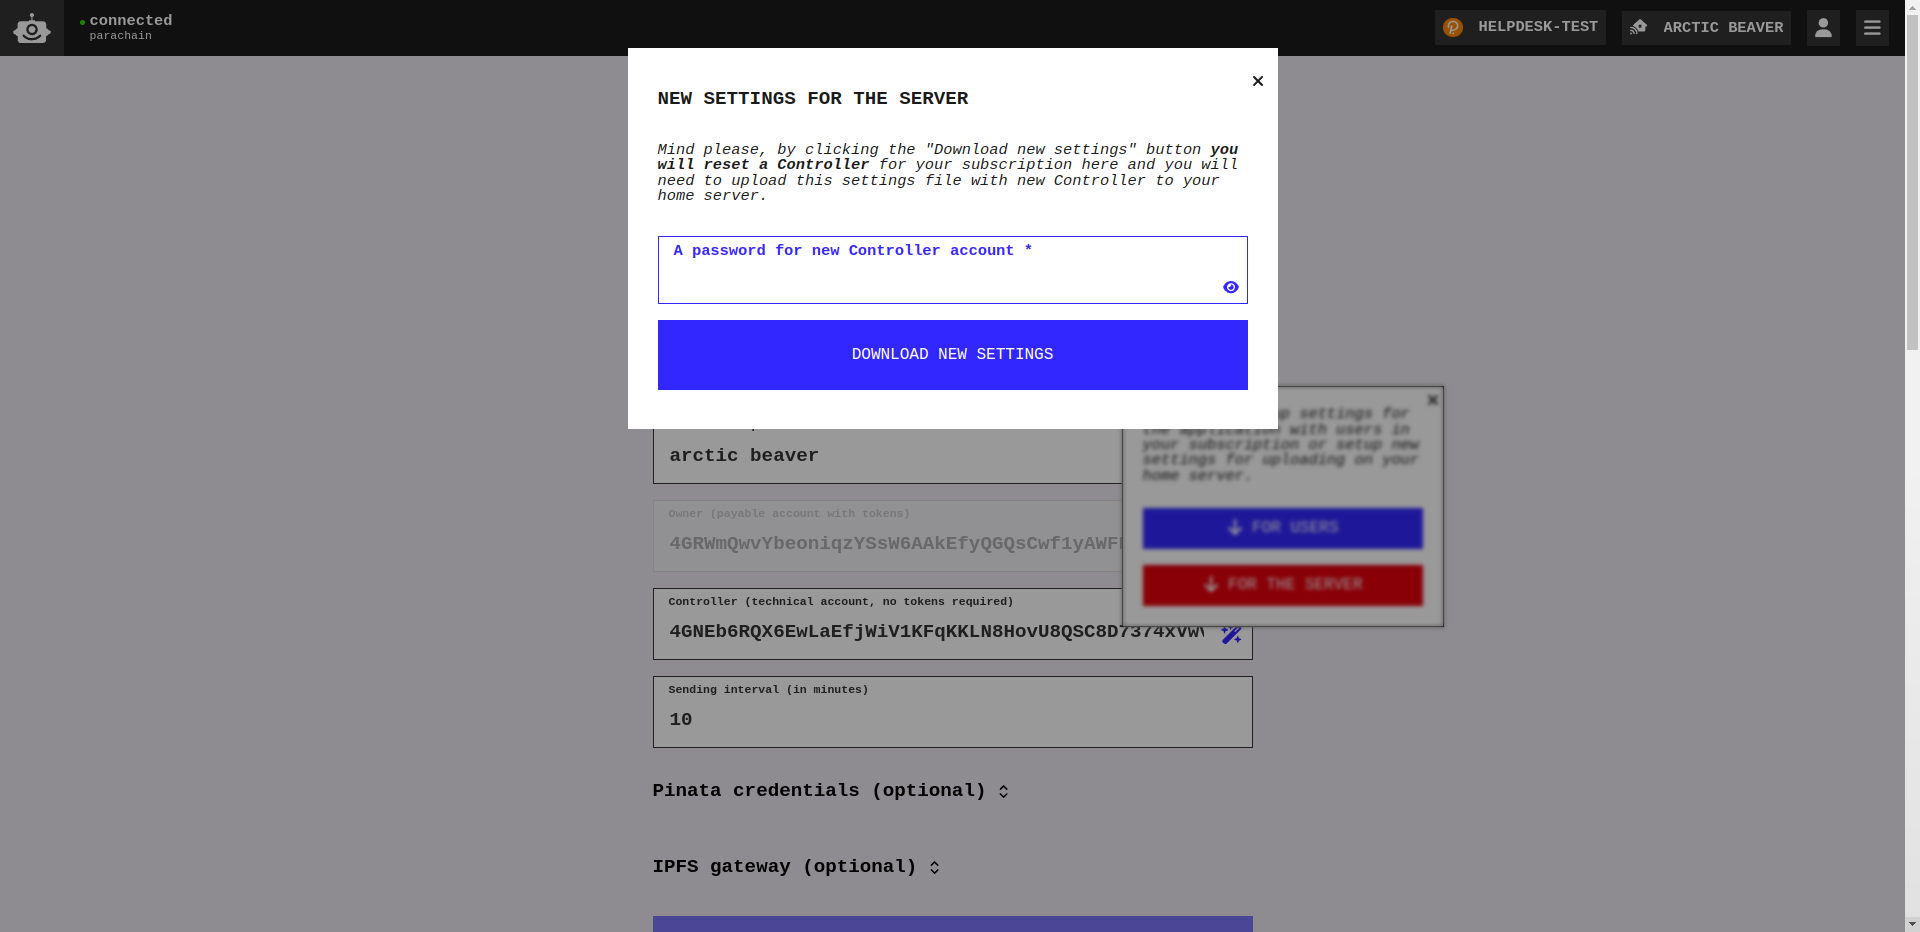 connected
parachain
HELPDESK-TEST
ARCTIC BEAVER
NEW SETTINGS FOR THE SERVER
Mind please, by clicking the "Download new settings" button you
will reset a Controller for your subscription here and you will
need to upload this settings file with new Controller to your
home server.
A password for new Controller account *
DOWNLOAD NEW SETTINGS
settings for
the application with users in
your subscription or setup new
settings for uploading on your
home server.
FOR USERS
FOR THE SERVER
arctic beaver
Owner (payable account with tokens)
4GRWmQwvYbeoniqzYSsW6AAkEfyQGQsCwf1yAWF
Controller (technical account, no tokens required)
4GNEb6RQX6EwLaEfjWiV1KFqKKLN8HovU8QSC8D7374xVw
Sending interval (in minutes)
10
Pinata credentials (optional)
IPFS gateway (optional)